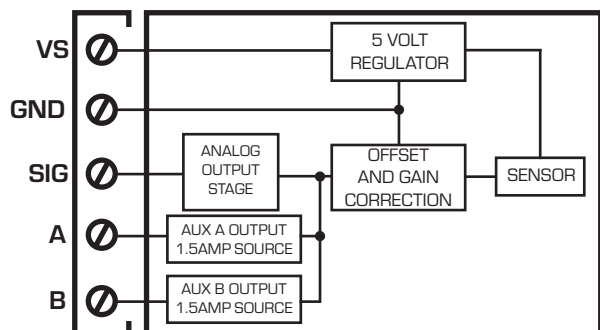 VS
5 VOLT
REGULATOR
GND
SIG
ANALOG
OUTPUT
STAGE
OFFSET
AND GAIN
CORRECTION
SENSOR
A
AUX A OUTPUT
1.5AMP SOURCE
B
AUX B OUTPUT
1.5AMP SOURCE